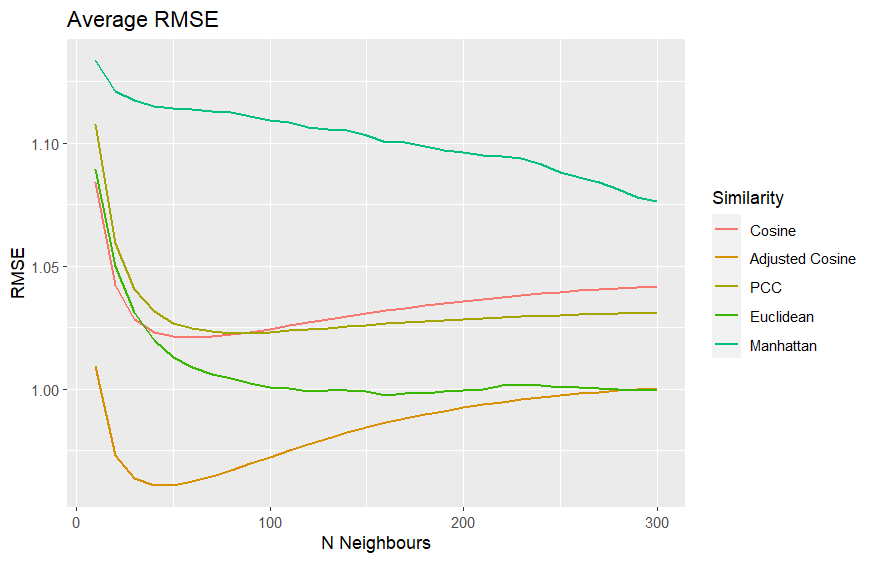 Average RMSE
RMSE
1.10
1.05
1.00
0
100
200
300
N Neighbours
Similarity
Cosine
Adjusted Cosine
PCC
Euclidean
Manhattan